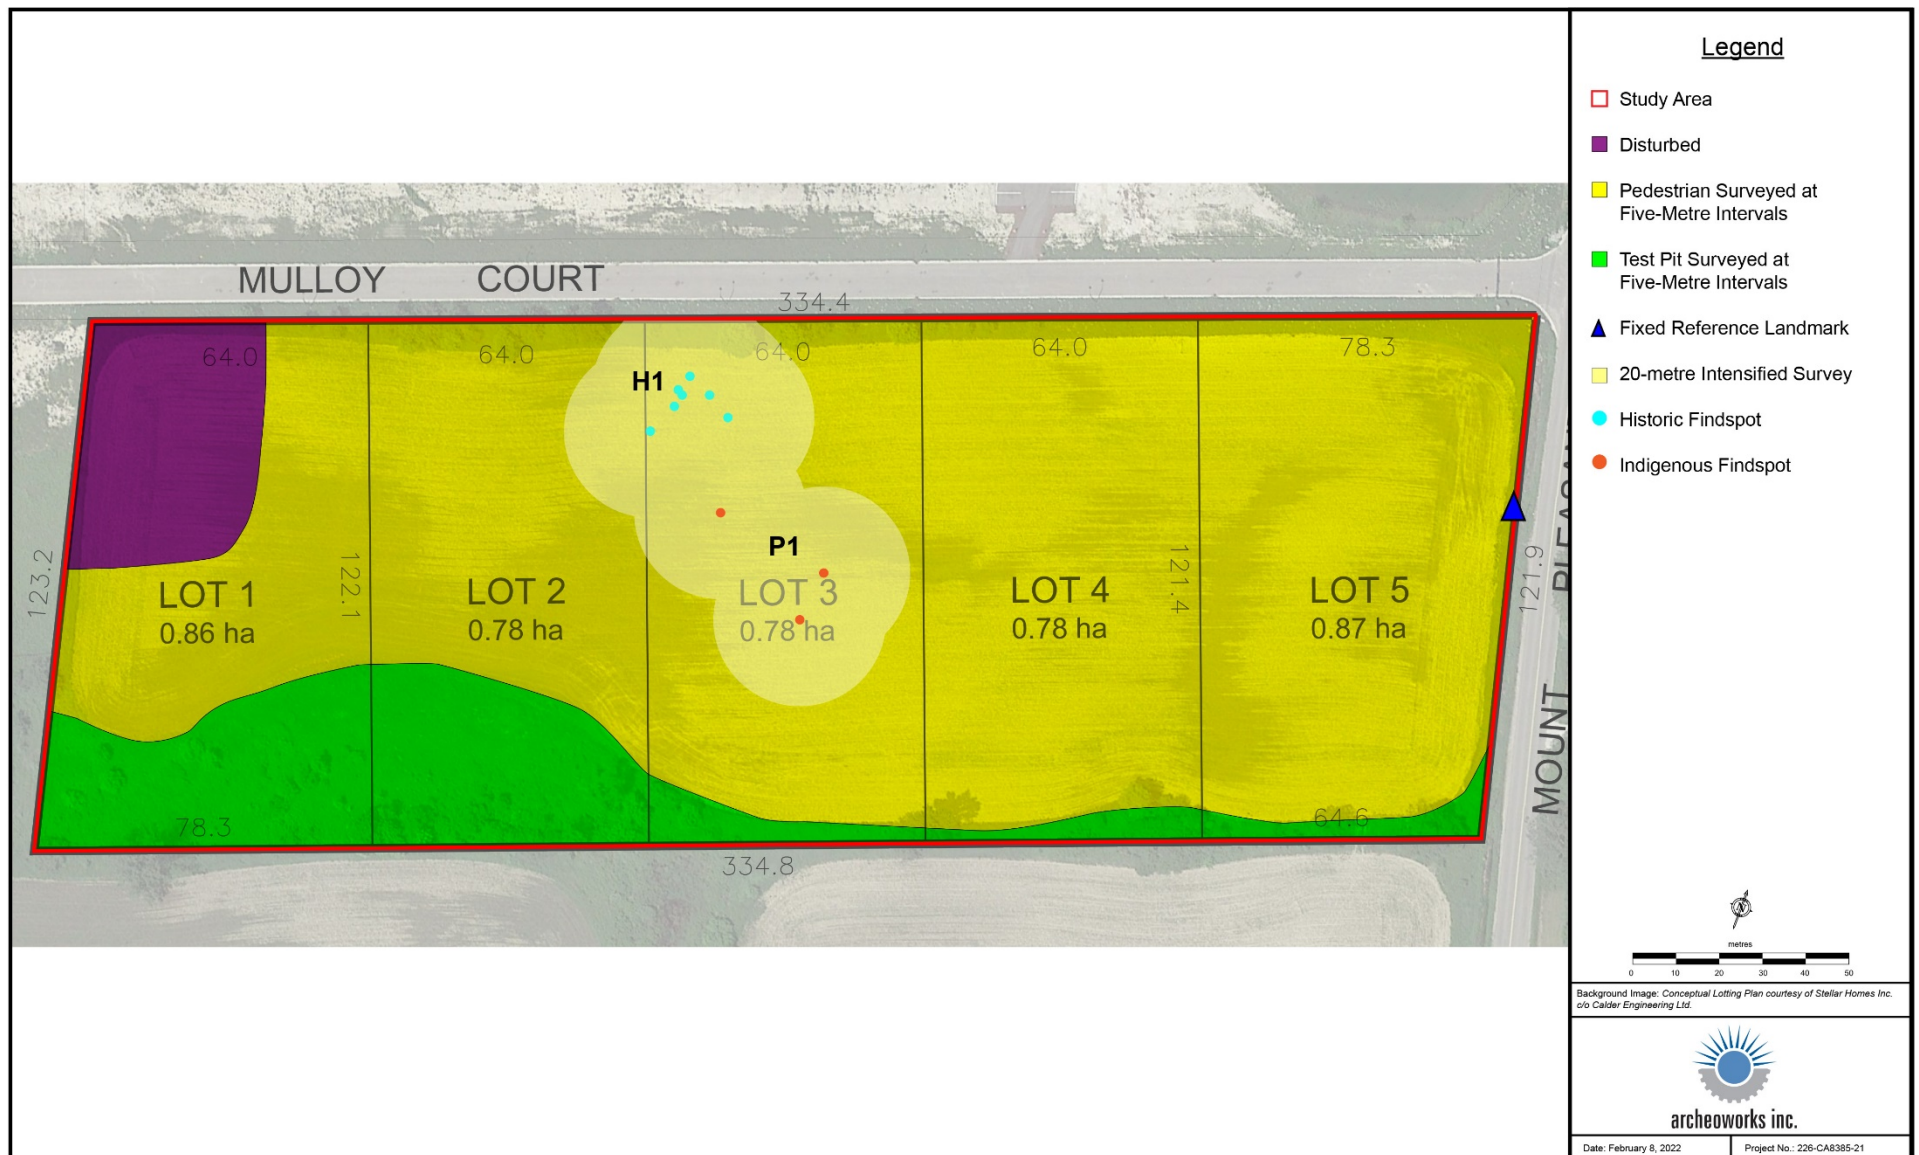 Legend
Study Area
Disturbed
Pedestrian Surveyed at
Five-Metre Intervals
Test Pit Surveyed at
Five-Metre Intervals
Fixed Reference Landmark
20-metre Intensified Survey
Historic Findspot
Indigenous Findspot
MULLOY COURT
334.4
64.0
64.0
64.0
64.0
78.3
H1
P1
123.2
122.1
121.4
121.9
LOT 1
0.86 ha
LOT 2
0.78 ha
LOT 3
0.78 ha
LOT 4
0.78 ha
LOT 5
0.87 ha
MOUNT PLEASANT
78.3
64.6
334.8
N
metres
0 10 20 30 40 50
Background Image: Conceptual Lotting Plan courtesy of Stellar Homes Inc.
c/o Calder Engineering Ltd.
archeoworks inc.
Date: February 8, 2022
Project No.: 226-CA8385-21